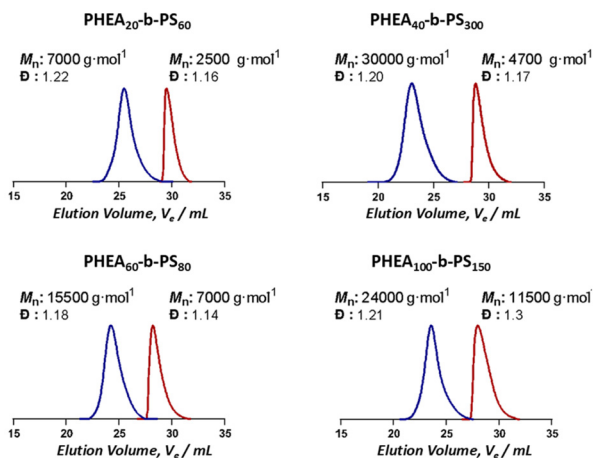 PHEA20-b-PS60
Mn: 7000 g·mol1 Mn: 2500 g·mol1
Đ : 1.22 Đ : 1.16
15 20 25 30 35
Elution Volume, Ve / mL
PHEA40-b-PS300
Mn: 30000 g·mol1 Mn: 4700 g·mol1
Đ : 1.20 Đ : 1.17
15 20 25 30 35
Elution Volume, Ve / mL
PHEA60-b-PS80
Mn: 15500 g·mol1 Mn: 7000 g·mol1
Đ : 1.18 Đ : 1.14
15 20 25 30 35
Elution Volume, Ve / mL
PHEA100-b-PS150
Mn: 24000 g·mol1 Mn: 11500 g·mol1
Đ : 1.21 Đ : 1.3
15 20 25 30 35
Elution Volume, Ve / mL